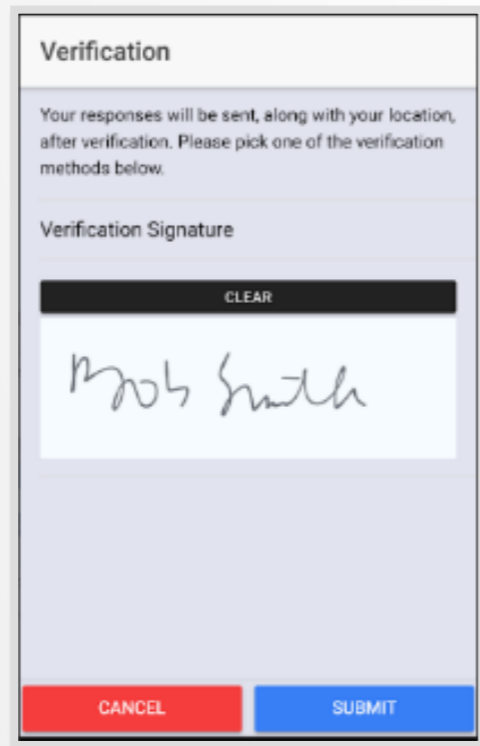 Verification
Your responses will be sent, along with your location,
after verification. Please pick one of the verification
methods below.
Verification Signature
CLEAR
Bob Smith
CANCEL SUBMIT